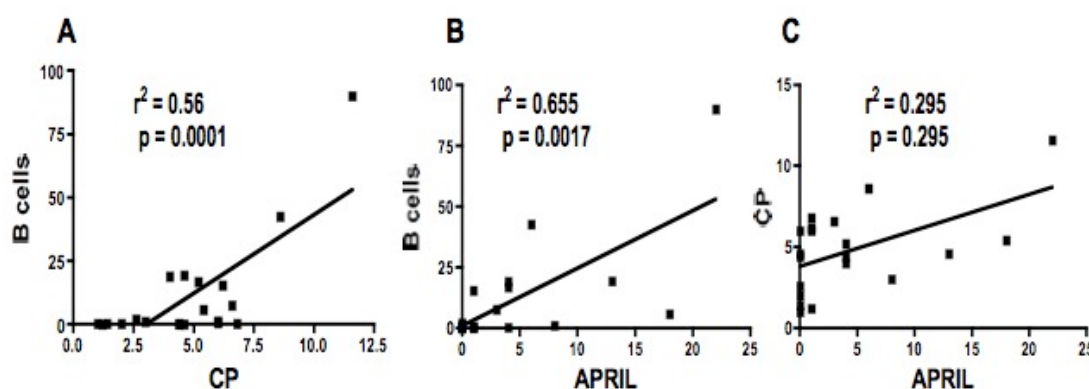 A
B cells
100
75
50
25
0
r² = 0.56
p = 0.0001
0.0 2.5 5.0 7.5 10.0 12.5
CP
B
B cells
100
75
50
25
0
r² = 0.655
p = 0.0017
0 5 10 15 20 25
APRIL
C
CP
15
10
5
0
r² = 0.295
p = 0.295
0 5 10 15 20 25
APRIL